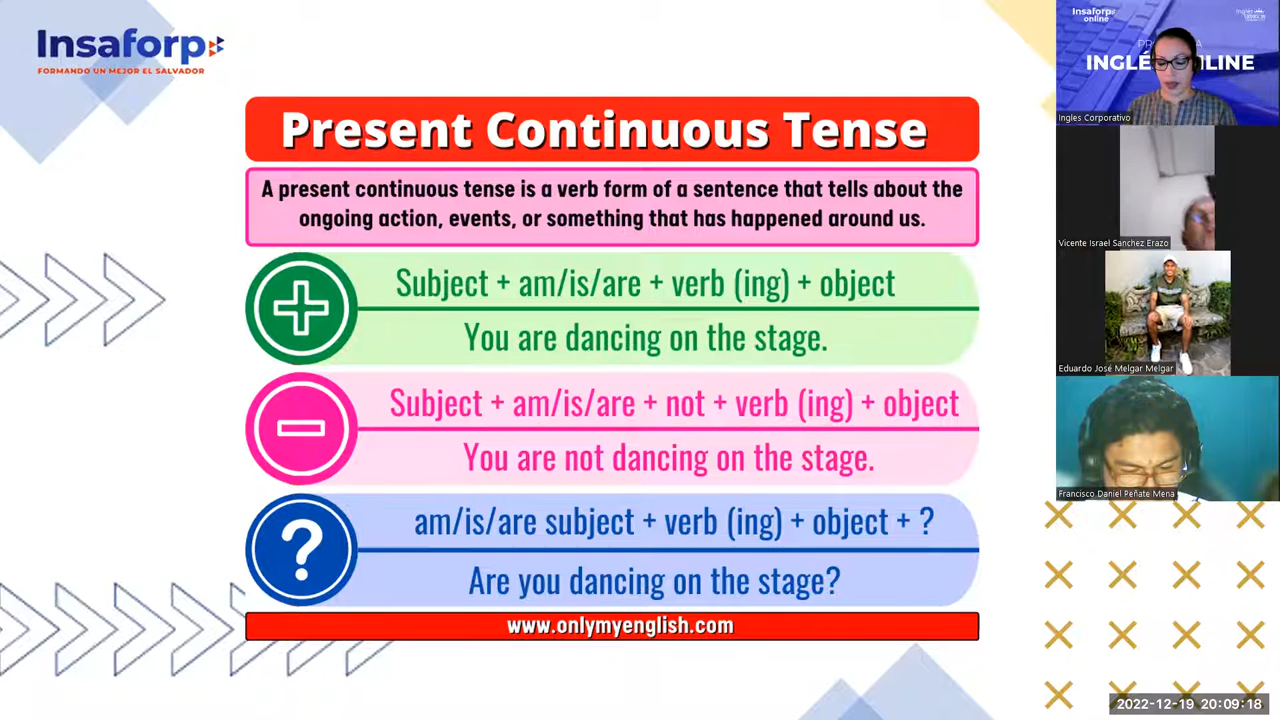 Insaforp
FORMANDO UN MEJOR EL SALVADOR
Present Continuous Tense
A present continuous tense is a verb form of a sentence that tells about the
ongoing action, events, or something that has happened around us.
Subject + am/is/are + verb (ing) + object
You are dancing on the stage.
Subject + am/is/are + not + verb (ing) + object
You are not dancing on the stage.
am/is/are subject + verb (ing) + object + ?
Are you dancing on the stage?
www.onlymyenglish.com
Insaforp
online
Ingles Corporativo
Vicente Israel Sanchez Erazo
Eduardo José Melgar Melgar
Francisco Daniel Peñate Mena
2022-12-19 20:09:18